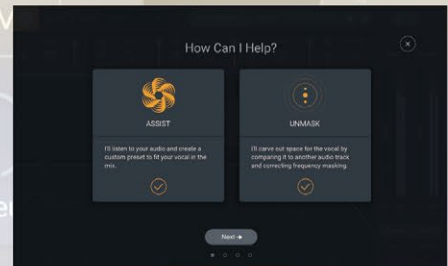 How Can I Help?
ASSIST
I'll listen to your audio and create a
custom preset to fit your vocal in the
mix.
UNMASK
I'll carve out space for the vocal by
comparing it to another audio track
and correcting frequency masking.
Next →